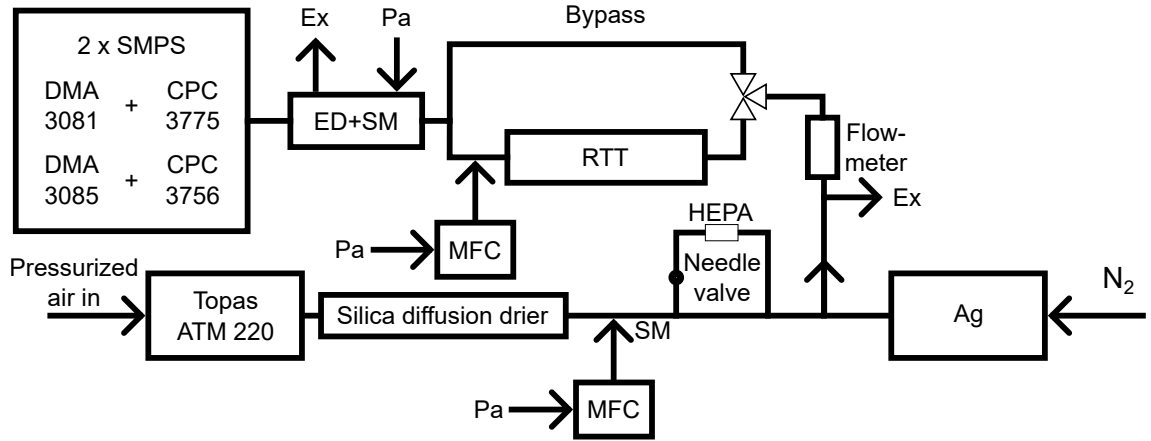 Ex
Pa
Bypass
2 x SMPS
DMA
3081
+
CPC
3775
DMA
3085
+
CPC
3756
ED+SM
RTT
Flow-
meter
Ex
Pa
MFC
HEPA
Needle
valve
Pressurized
air in
Topas
ATM 220
Silica diffusion drier
SM
Ag
N₂
Pa
MFC